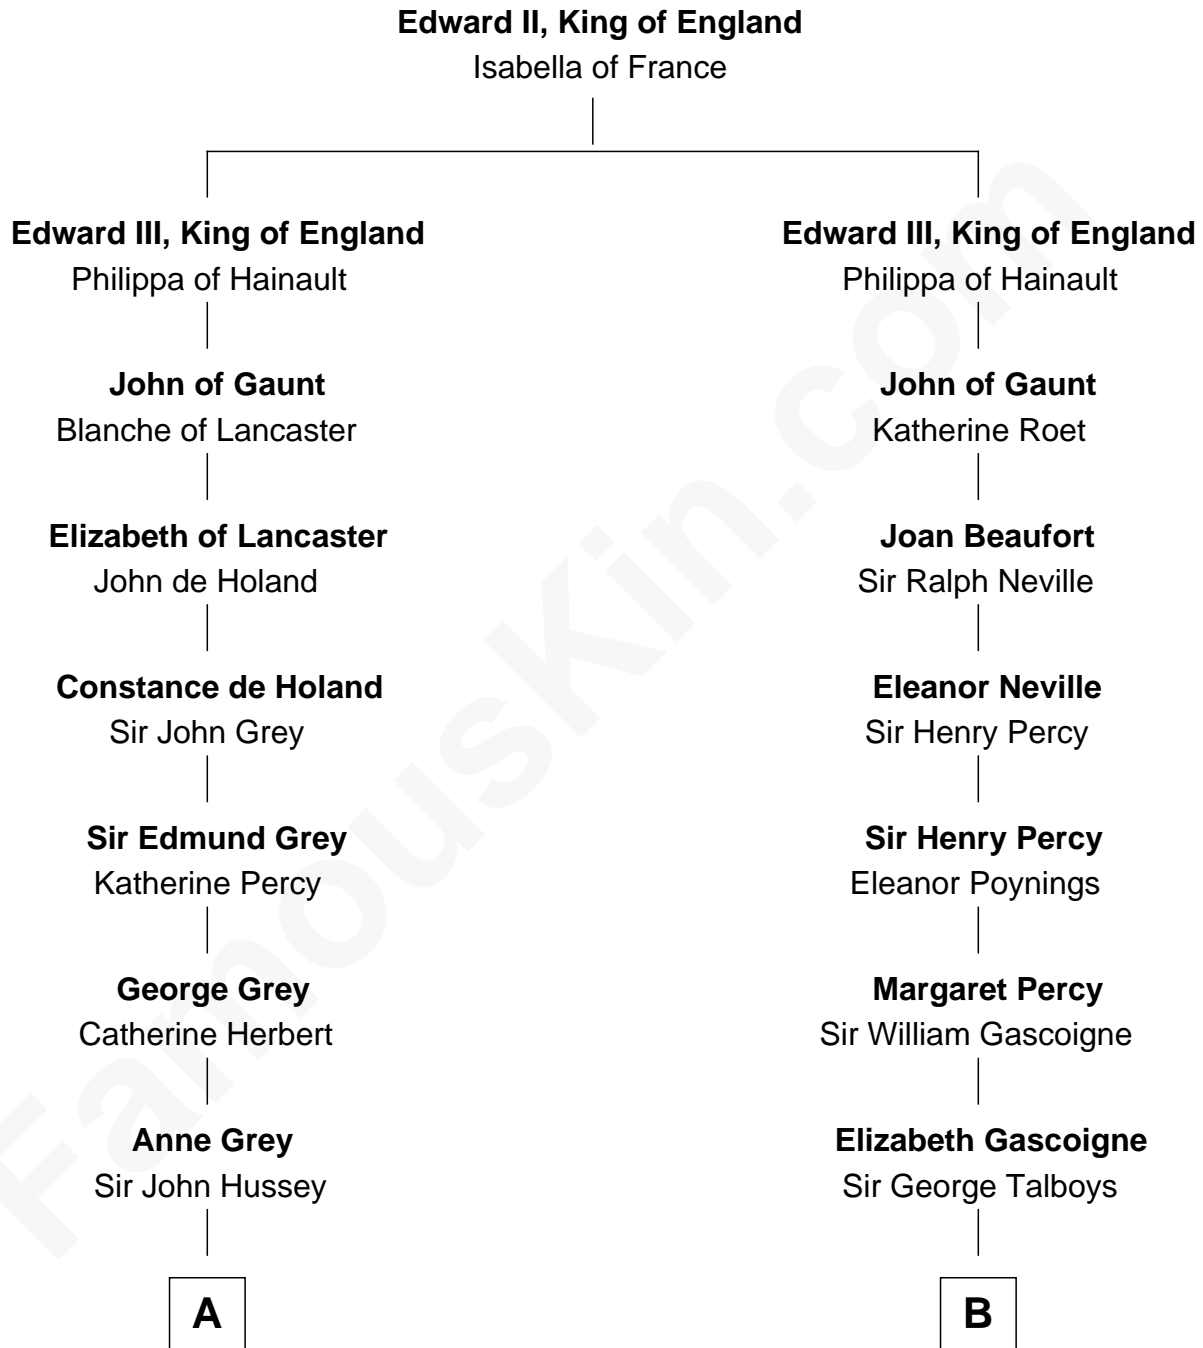 Edward II, King of England
Isabella of France
Edward III, King of England
Philippa of Hainault
John of Gaunt
Blanche of Lancaster
Elizabeth of Lancaster
John de Holand
Constance de Holand
Sir John Grey
Sir Edmund Grey
Katherine Percy
George Grey
Catherine Herbert
Anne Grey
Sir John Hussey
A
Edward III, King of England
Philippa of Hainault
John of Gaunt
Katherine Roet
Joan Beaufort
Sir Ralph Neville
Eleanor Neville
Sir Henry Percy
Sir Henry Percy
Eleanor Poynings
Margaret Percy
Sir William Gascoigne
Elizabeth Gascoigne
Sir George Talboys
B
FamousKin.com